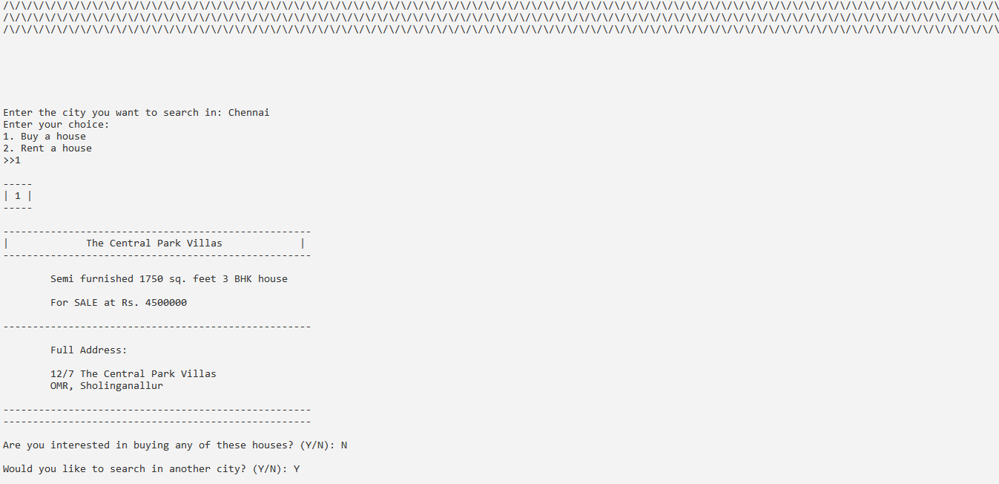 /\/\/\/\/\/\/\/\/\/\/\/\/\/\/\/\/\/\/\/\/\/\/\/\/\/\/\/\/\/\/\/\/\/\/\/\/\/\/\/\/\/\/\/\/\/\/\/\/\/\/\/\/\/\/\/\/\/\/\/\/\/\/\/\/\/\/\/\/\/\/\/\/\/\/\/\/\/\/\/\/\/\/\/\
/\/\/\/\/\/\/\/\/\/\/\/\/\/\/\/\/\/\/\/\/\/\/\/\/\/\/\/\/\/\/\/\/\/\/\/\/\/\/\/\/\/\/\/\/\/\/\/\/\/\/\/\/\/\/\/\/\/\/\/\/\/\/\/\/\/\/\/\/\/\/\/\/\/\/\/\/\/\/\/\/\/\/\/\
/\/\/\/\/\/\/\/\/\/\/\/\/\/\/\/\/\/\/\/\/\/\/\/\/\/\/\/\/\/\/\/\/\/\/\/\/\/\/\/\/\/\/\/\/\/\/\/\/\/\/\/\/\/\/\/\/\/\/\/\/\/\/\/\/\/\/\/\/\/\/\/\/\/\/\/\/\/\/\/\/\/\/\/\
Enter the city you want to search in: Chennai
Enter your choice:
1. Buy a house
2. Rent a house
>>1
-----
| 1 |
-----
----------------------------------------------------
|             The Central Park Villas             |
----------------------------------------------------
Semi furnished 1750 sq. feet 3 BHK house
For SALE at Rs. 4500000
----------------------------------------------------
Full Address:
12/7 The Central Park Villas
OMR, Sholinganallur
----------------------------------------------------
----------------------------------------------------
Are you interested in buying any of these houses? (Y/N): N
Would you like to search in another city? (Y/N): Y